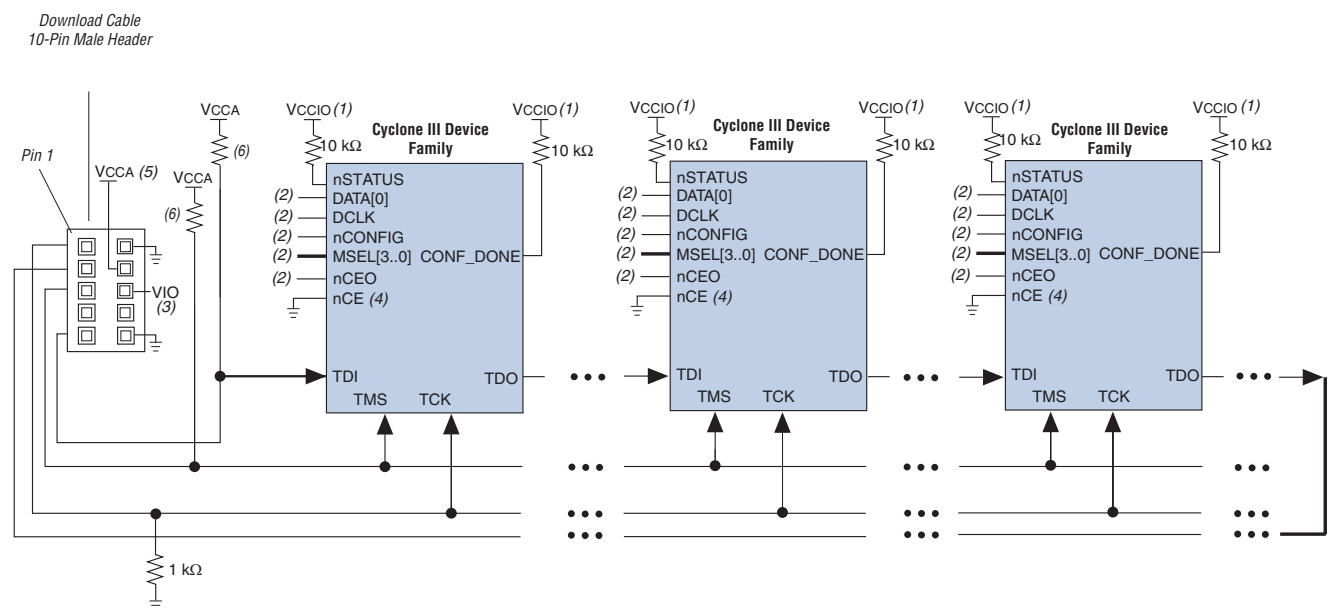 Download Cable
10-Pin Male Header
Pin 1
VCCA (5)
VCCA
(6)
VCCA
(6)
VIO
(3)
1 kΩ
VCCIO (1)
10 kΩ
Cyclone III Device
Family
VCCIO (1)
10 kΩ
nSTATUS
(2) DATA[0]
(2) DCLK
(2) nCONFIG
(2) MSEL[3..0] CONF_DONE
(2) nCEO
nCE (4)
TDI
TDO
TMS TCK
VCCIO (1)
10 kΩ
Cyclone III Device
Family
VCCIO (1)
10 kΩ
nSTATUS
(2) DATA[0]
(2) DCLK
(2) nCONFIG
(2) MSEL[3..0] CONF_DONE
(2) nCEO
nCE (4)
TDI
TDO
TMS TCK
VCCIO (1)
10 kΩ
Cyclone III Device
Family
VCCIO (1)
10 kΩ
nSTATUS
(2) DATA[0]
(2) DCLK
(2) nCONFIG
(2) MSEL[3..0] CONF_DONE
(2) nCEO
nCE (4)
TDI
TDO
TMS TCK